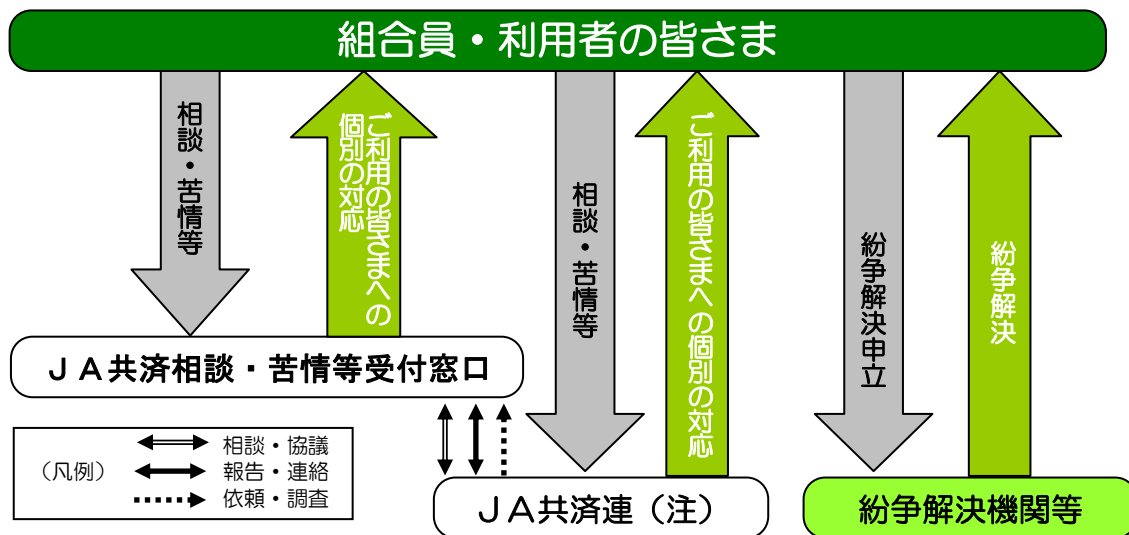 組合員・利用者の皆さま
相談・苦情等
ご利用の皆さまへの
個別の対応
相談・苦情等
ご利用の皆さまへの個別の対応
紛争解決申立
紛争解決
JA共済相談・苦情等受付窓口
(凡例)
相談・協議
報告・連絡
依頼・調査
JA共済連(注)
紛争解決機関等